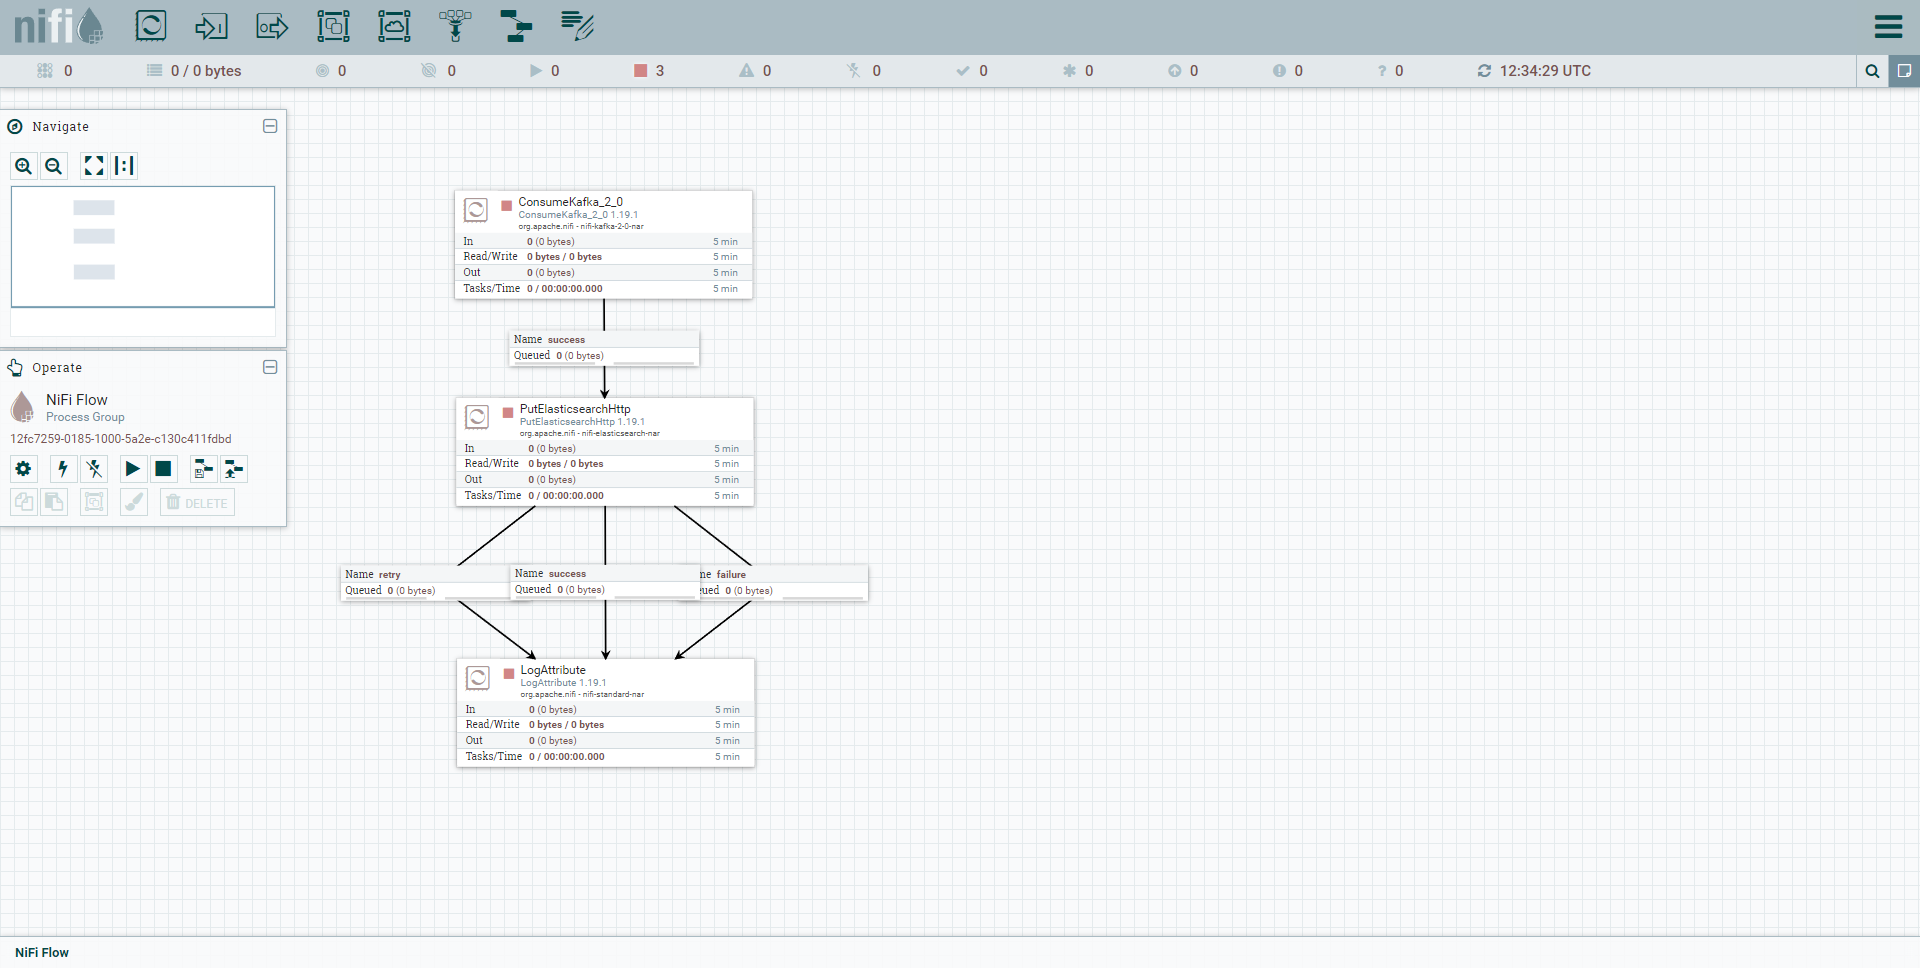 nifi
0
0 / 0 bytes
0
0
0
3
0
0
0
0
0
0
? 0
12:34:29 UTC
Navigate
Operate
NiFi Flow
Process Group
12fc7259-0185-1000-5a2e-c130c411fdbd
DELETE
ConsumeKafka_2_0
ConsumeKafka_2_0 1.19.1
org.apache.nifi - nifi-kafka-2-0-nar
In 0 (0 bytes) 5 min
Read/Write 0 bytes / 0 bytes 5 min
Out 0 (0 bytes) 5 min
Tasks/Time 0 / 00:00:00.000 5 min
Name success
Queued 0 (0 bytes)
PutElasticsearchHttp
PutElasticsearchHttp 1.19.1
org.apache.nifi - nifi-elasticsearch-nar
In 0 (0 bytes) 5 min
Read/Write 0 bytes / 0 bytes 5 min
Out 0 (0 bytes) 5 min
Tasks/Time 0 / 00:00:00.000 5 min
Name retry
Queued 0 (0 bytes)
Name success
Queued 0 (0 bytes)
me failure
ued 0 (0 bytes)
LogAttribute
LogAttribute 1.19.1
org.apache.nifi - nifi-standard-nar
In 0 (0 bytes) 5 min
Read/Write 0 bytes / 0 bytes 5 min
Out 0 (0 bytes) 5 min
Tasks/Time 0 / 00:00:00.000 5 min
NiFi Flow